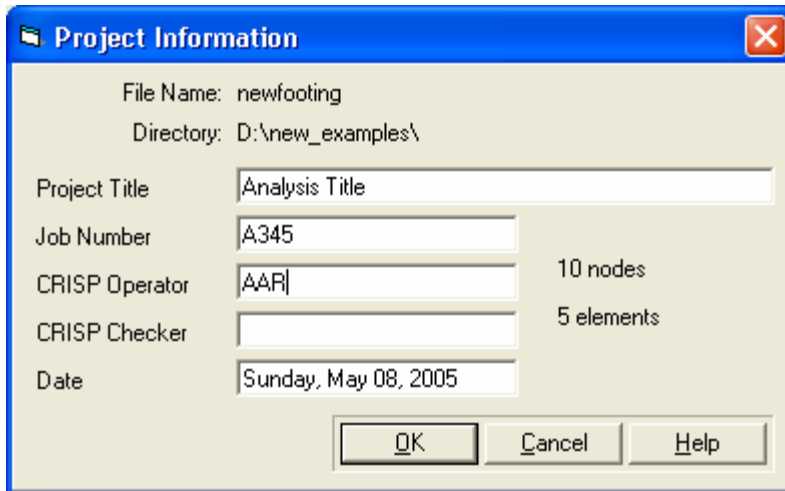 Project Information
File Name: newfooting
Directory: D:\new_examples\
Project Title Analysis Title
Job Number A345
CRISP Operator AAR
10 nodes
CRISP Checker
5 elements
Date Sunday, May 08, 2005
OK Cancel Help